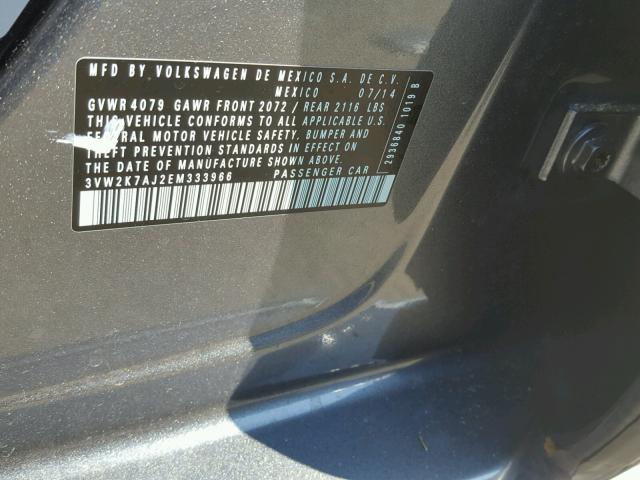 MFD BY VOLKSWAGEN DE MEXICO S.A. DE C.V.
MEXICO 07/14
GVWR 4079 GAWR FRONT 2072 / REAR 2116 LBS
THIS VEHICLE CONFORMS TO ALL APPLICABLE U.S.
FEDERAL MOTOR VEHICLE SAFETY, BUMPER AND
THEFT PREVENTION STANDARDS IN EFFECT ON
THE DATE OF MANUFACTURE SHOWN ABOVE.
3VW2K7AJ2EM333966 PASSENGER CAR
2936840 1019 B